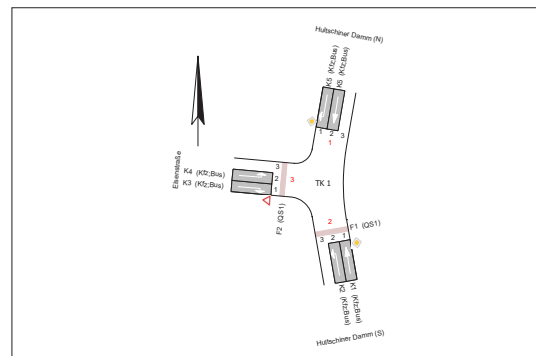 Hultschiner Damm (N)
K5 (Kfz;Bus)
K5 (Kfz;Bus)
1 2 3
1
Elsenstraße
K4 (Kfz;Bus)
K3 (Kfz;Bus)
3
2
1
3
TK 1
F2 (QS1)
2
F1 (QS1)
3 2 1
K2 (Kfz;Bus)
K1 (Kfz;Bus)
Hultschiner Damm (S)